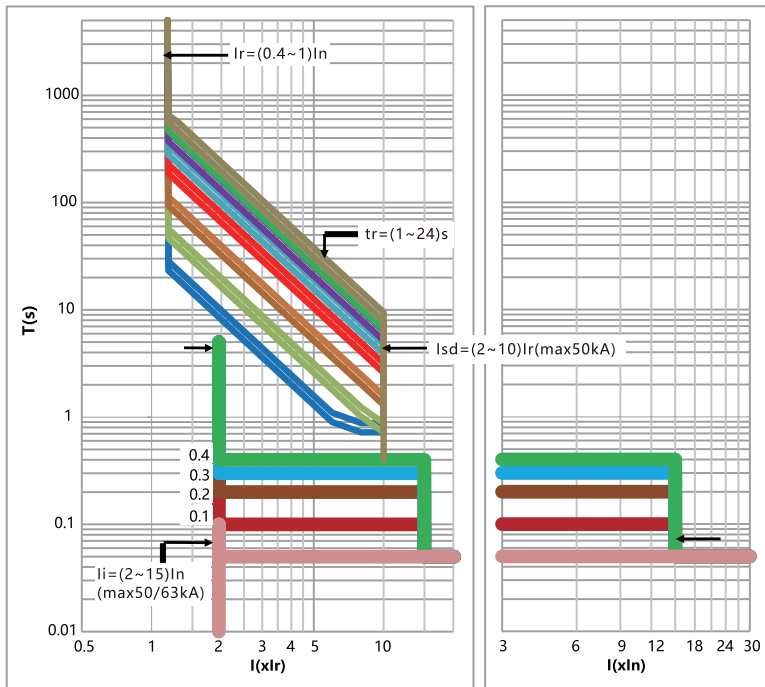 Ir=(0.4~1)In
1000
100
tr=(1~24)s
10
T(s)
Isd=(2~10)Ir(max50kA)
1
0.4
0.3
0.2
0.1
0.1
Ii=(2~15)In
(max50/63kA)
0.01
0.5 1 2 3 4 5 10
I(xIr)
3 6 9 12 18 24 30
I(xIn)